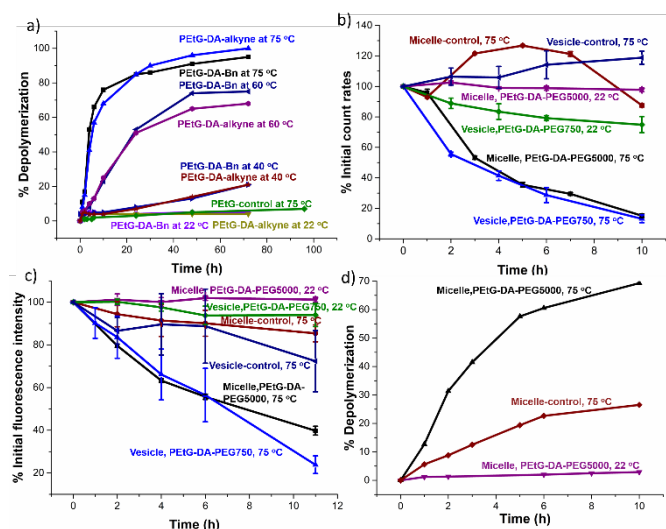 a)
PEtG-DA-alkyne at 75 °C
PEtG-DA-Bn at 75 °C
PEtG-DA-Bn at 60 °C
PEtG-DA-alkyne at 60 °C
PEtG-DA-Bn at 40 °C
PEtG-DA-alkyne at 40 °C
PEtG-control at 75 °C
PEtG-DA-Bn at 22 °C PEtG-DA-alkyne at 22 °C
% Depolymerization
100
80
60
40
20
0
0 20 40 60 80 100
Time (h)
b)
Micelle-control, 75 °C
Vesicle-control, 75 °C
Micelle, PEtG-DA-PEG5000, 22 °C
Vesicle,PEtG-DA-PEG750, 22 °C
Micelle, PEtG-DA-PEG5000, 75 °C
Vesicle,PEtG-DA-PEG750, 75 °C
% Initial count rates
140
120
100
80
60
40
20
0
0 2 4 6 8 10
Time (h)
c)
Micelle, PEtG-DA-PEG5000, 22 °C
Vesicle,PEtG-DA-PEG750, 22 °C
Micelle-control, 75 °C
Vesicle-control, 75 °C
Micelle,PEtG-DA-
PEG5000, 75 °C
Vesicle, PEtG-DA-PEG750, 75 °C
% Initial fluorescence intensity
100
80
60
40
20
0 2 4 6 8 10 12
Time (h)
d)
Micelle,PEtG-DA-PEG5000, 75 °C
Micelle-control, 75 °C
Micelle, PEtG-DA-PEG5000, 22 °C
% Depolymerization
70
60
50
40
30
20
10
0
0 2 4 6 8 10
Time (h)